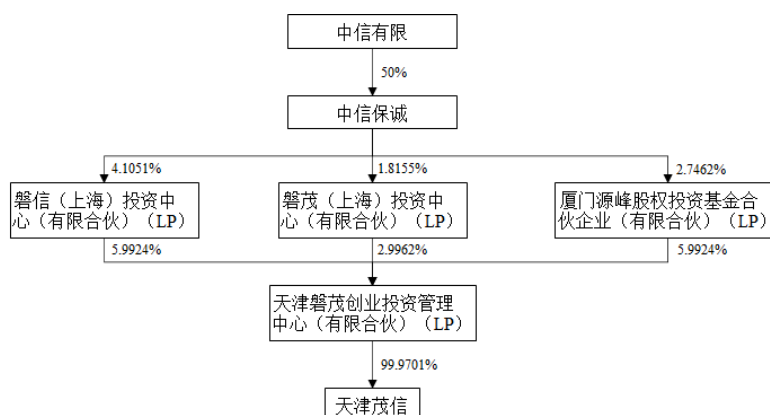 中信有限
50%
中信保诚
4.1051%
1.8155%
2.7462%
磐信（上海）投资中
心（有限合伙）（LP）
磐茂（上海）投资中
心（有限合伙）（LP）
厦门源峰股权投资基金合
伙企业（有限合伙）（LP）
5.9924%
2.9962%
5.9924%
天津磐茂创业投资管理
中心（有限合伙）（LP）
99.9701%
天津茂信